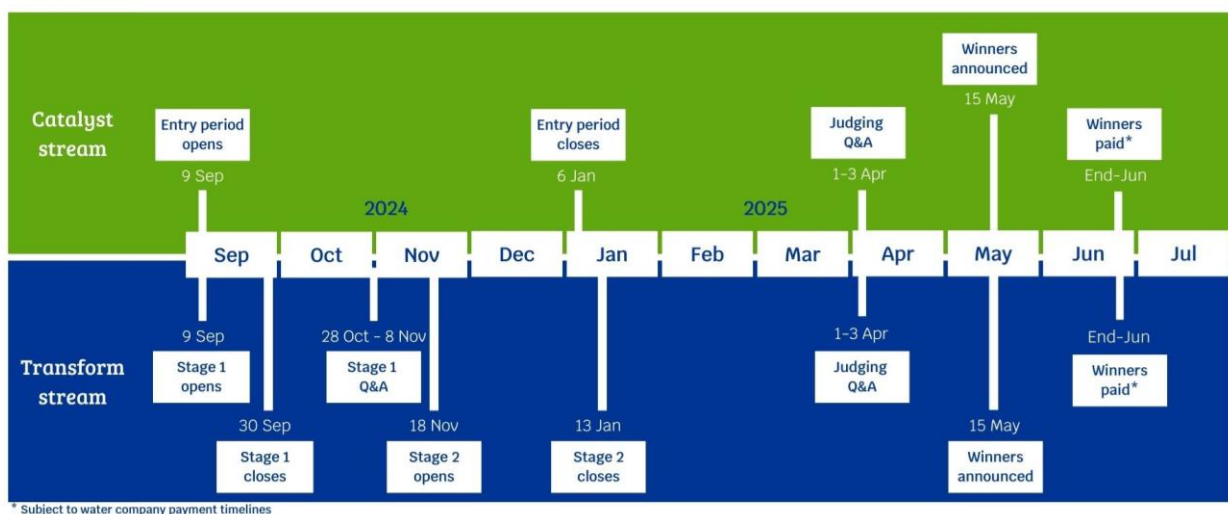 Catalyst
stream
Entry period
opens
9 Sep
Entry period
closes
6 Jan
Judging
Q&A
1-3 Apr
Winners
announced
15 May
Winners
paid*
End-Jun
2024
2025
Sep Oct Nov Dec Jan Feb Mar Apr May Jun Jul
Transform
stream
9 Sep
Stage 1
opens
30 Sep
Stage 1
closes
28 Oct - 8 Nov
Stage 1
Q&A
18 Nov
Stage 2
opens
13 Jan
Stage 2
closes
1-3 Apr
Judging
Q&A
15 May
Winners
announced
End-Jun
Winners
paid*
* Subject to water company payment timelines